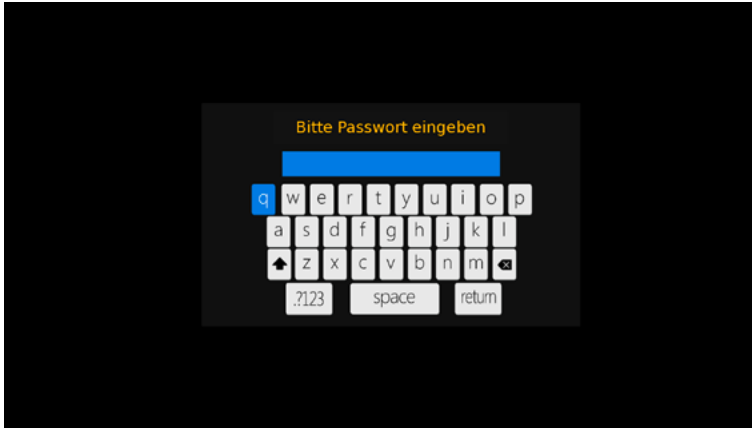 Bitte Passwort eingeben
q w e r t y u i o p
a s d f g h j k l
z x c v b n m
.?123 space return